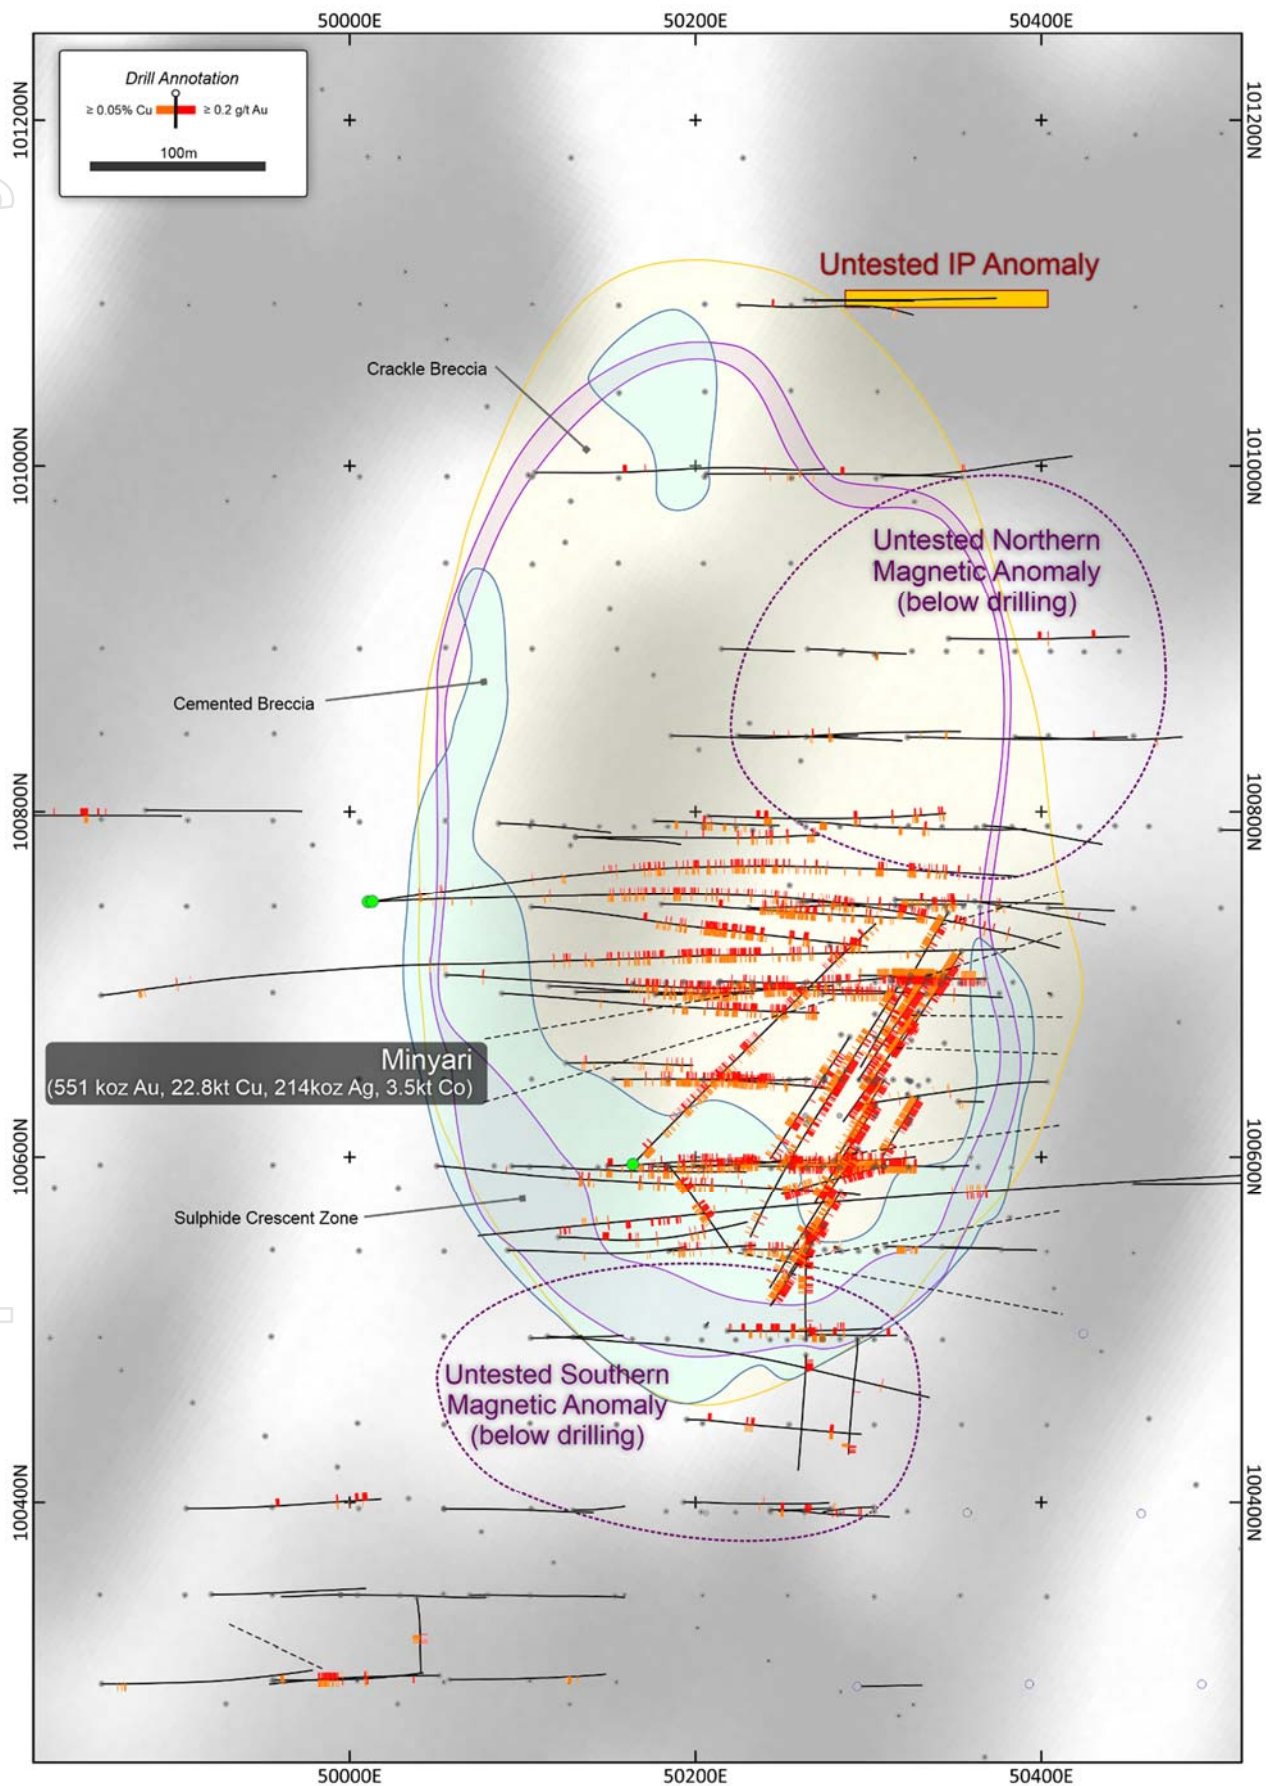 50000E 50200E 50400E
Drill Annotation
≥ 0.05% Cu ≥ 0.2 g/t Au
100m
101200N 101200N
Untested IP Anomaly
Crackle Breccia
101000N 101000N
Untested Northern
Magnetic Anomaly
(below drilling)
Cemented Breccia
100800N 100800N
Minyari
(551 koz Au, 22.8kt Cu, 214koz Ag, 3.5kt Co)
100600N 100600N
Sulphide Crescent Zone
Untested Southern
Magnetic Anomaly
(below drilling)
100400N 100400N
50000E 50200E 50400E